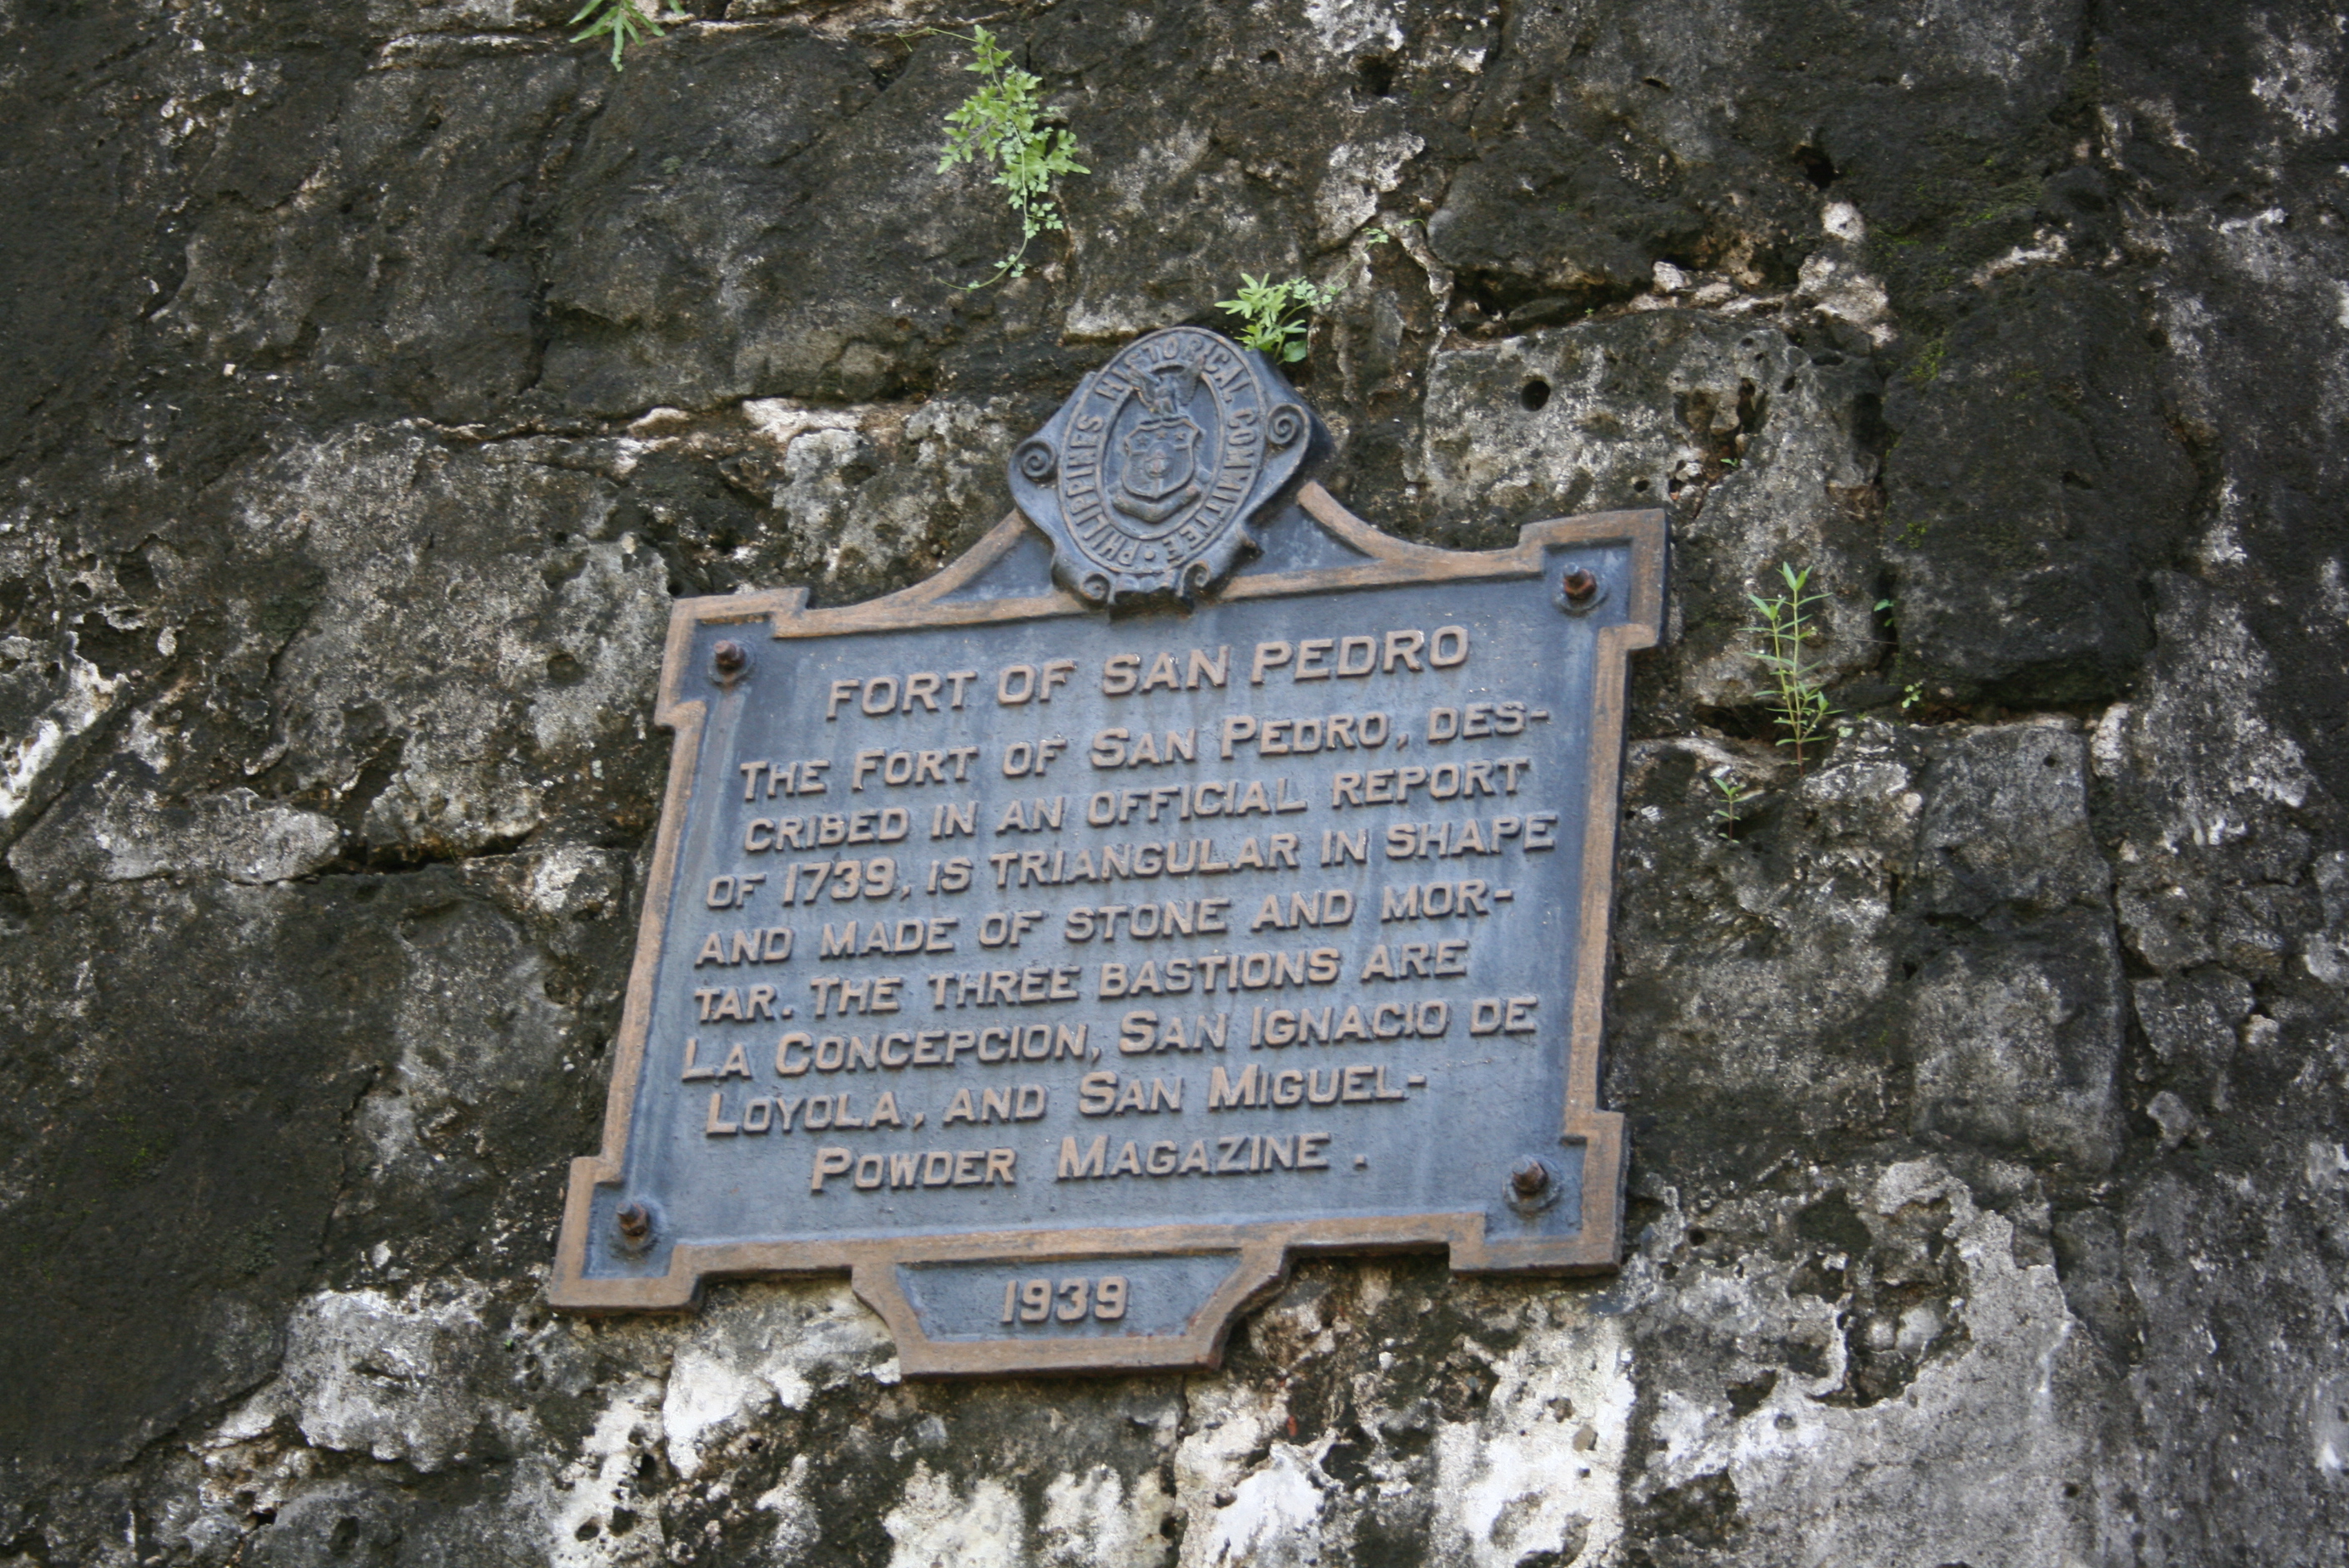 PHILIPPINES HISTORICAL COMMITTEE
FORT OF SAN PEDRO
THE FORT OF SAN PEDRO, DES-
CRIBED IN AN OFFICIAL REPORT
OF 1739, IS TRIANGULAR IN SHAPE
AND MADE OF STONE AND MOR-
TAR. THE THREE BASTIONS ARE
LA CONCEPCION, SAN IGNACIO DE
LOYOLA, AND SAN MIGUEL-
POWDER MAGAZINE.
1939